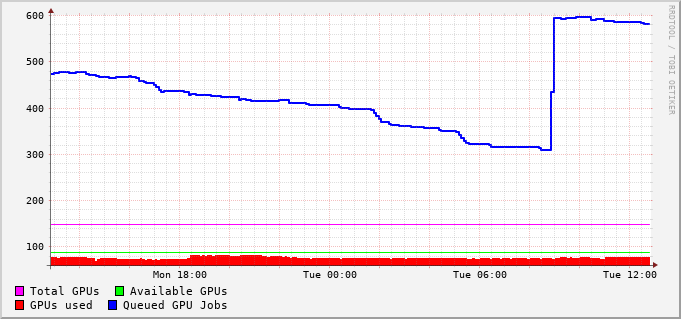 600
500
400
300
200
100
Mon 18:00 Tue 00:00 Tue 06:00 Tue 12:00
Total GPUs Available GPUs
GPUs used Queued GPU Jobs
RRDTOOL / TOBI OETIKER